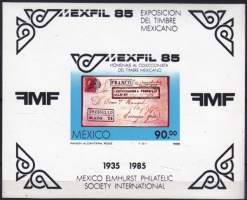 MEXFIL 85
EXPOSICION
DEL TIMBRE
MEXICANO
MEXFIL 85
HOMENAJE AL COLECCIONISTA
DEL TIMBRE MEXICANO
FMF
FMF
FRANCO
MEXICO
90.00
1985
1935 1985
MEXICO ELMHURST PHILATELIC
SOCIETY INTERNATIONAL